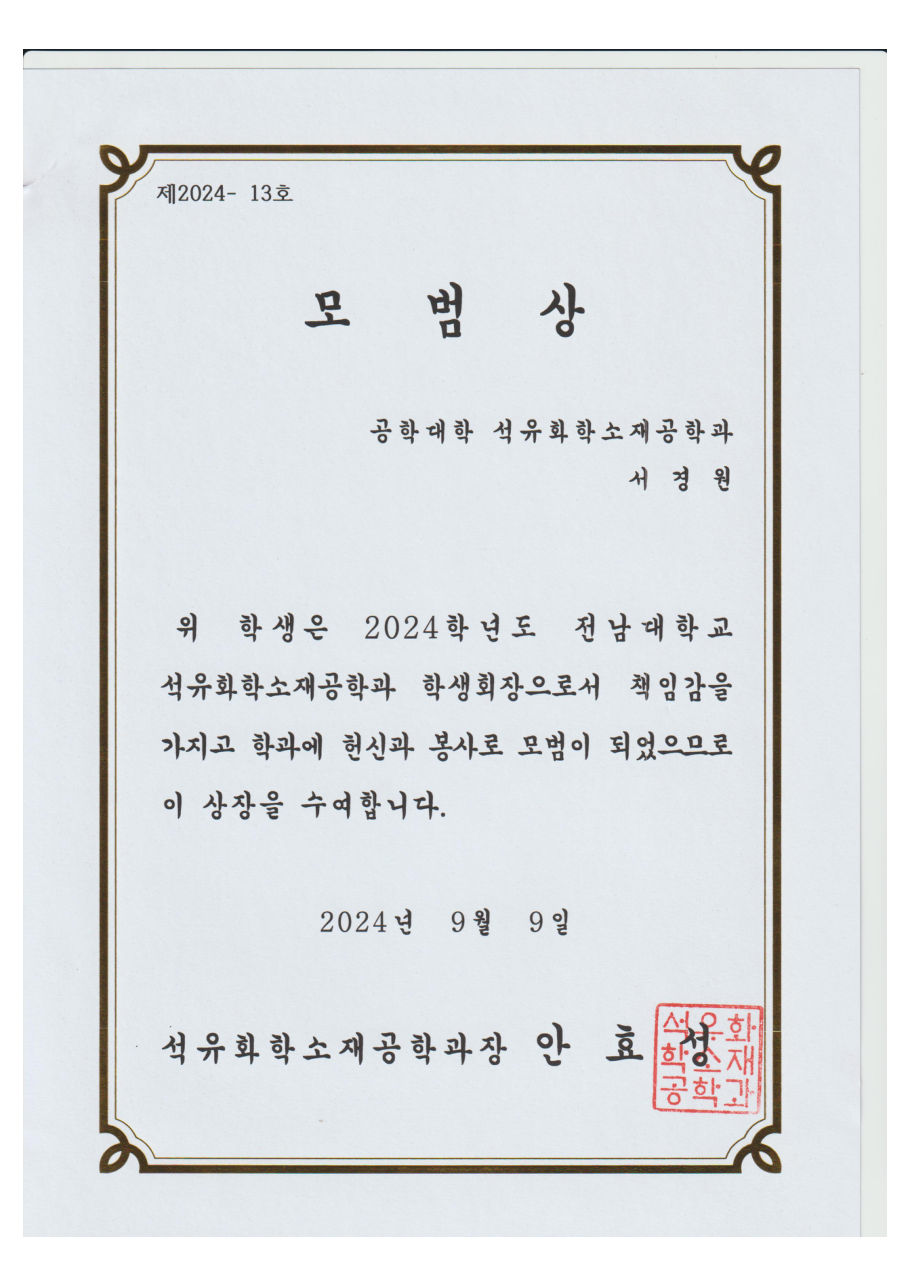 제2024- 13호
모 범 상
공학대학 석유화학소재공학과
서 경 원
위 학생은 2024학년도 전남대학교
석유화학소재공학과 학생회장으로서 책임감을
가지고 학과에 헌신과 봉사로 모범이 되었으므로
이 상장을 수여합니다.
2024년 9월 9일
석유화학소재공학과장 안 효 성
석유화
학소재
공학과